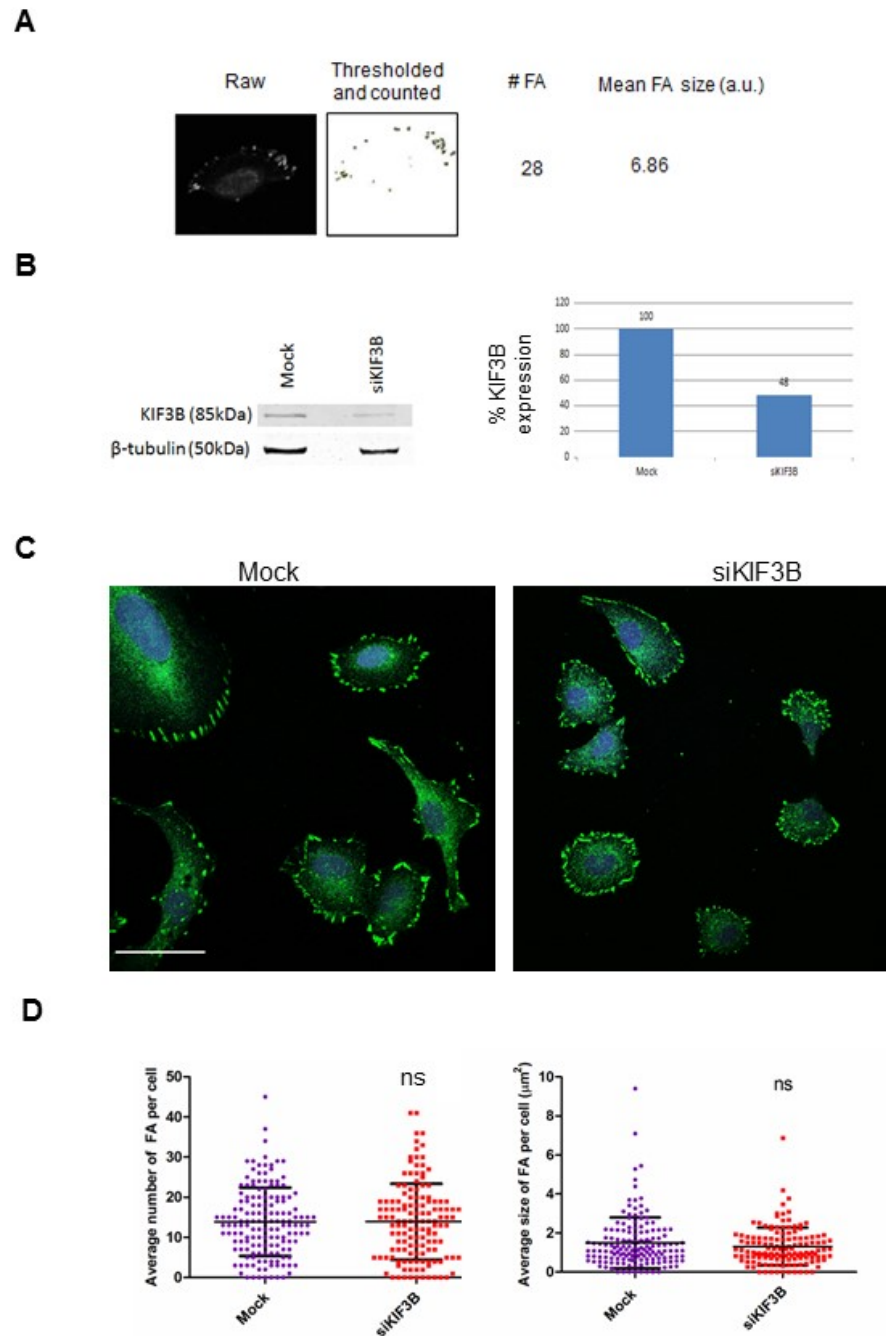 A
Raw
Thresholded
and counted
# FA
Mean FA size (a.u.)
28
6.86
B
Mock
siKIF3B
KIF3B (85kDa)
β-tubulin (50kDa)
% KIF3B
expression
120
100
80
60
40
20
0
100
48
Mock
siKIF3B
C
Mock
siKIF3B
D
Average number of FA per cell
50
40
30
20
10
0
ns
Mock
siKIF3B
Average size of FA per cell (μm²)
10
8
6
4
2
0
ns
Mock
siKIF3B